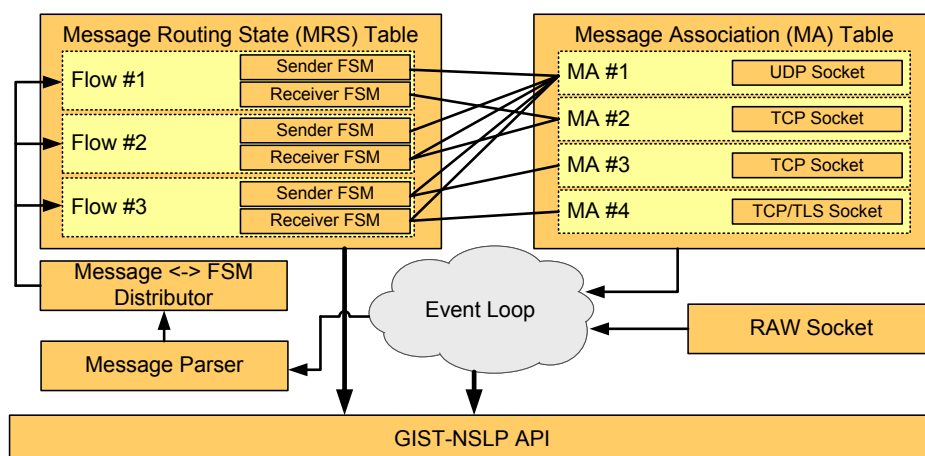 Message Routing State (MRS) Table
Flow #1
Sender FSM
Receiver FSM
Flow #2
Sender FSM
Receiver FSM
Flow #3
Sender FSM
Receiver FSM
Message Association (MA) Table
MA #1
UDP Socket
MA #2
TCP Socket
MA #3
TCP Socket
MA #4
TCP/TLS Socket
Message <-> FSM
Distributor
Event Loop
RAW Socket
Message Parser
GIST-NSLP API